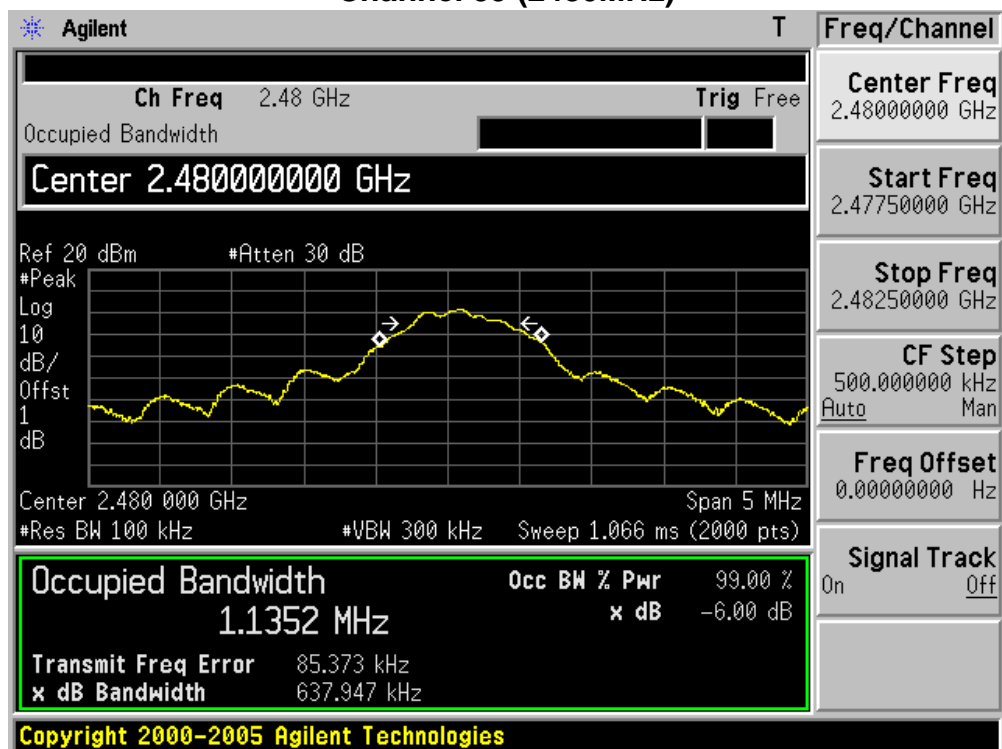 Agilent T
Ch Freq 2.48 GHz Trig Free
Occupied Bandwidth
Center 2.480000000 GHz
Ref 20 dBm #Atten 30 dB
#Peak
Log
10
dB/
Offst
1
dB
Center 2.480 000 GHz Span 5 MHz
#Res BW 100 kHz #VBW 300 kHz Sweep 1.066 ms (2000 pts)
Occupied Bandwidth
1.1352 MHz
Occ BW % Pwr 99.00 %
x dB -6.00 dB
Transmit Freq Error 85.373 kHz
x dB Bandwidth 637.947 kHz
Copyright 2000-2005 Agilent Technologies
Freq/Channel
Center Freq
2.48000000 GHz
Start Freq
2.47750000 GHz
Stop Freq
2.48250000 GHz
CF Step
500.000000 kHz
Auto Man
Freq Offset
0.00000000 Hz
Signal Track
On Off